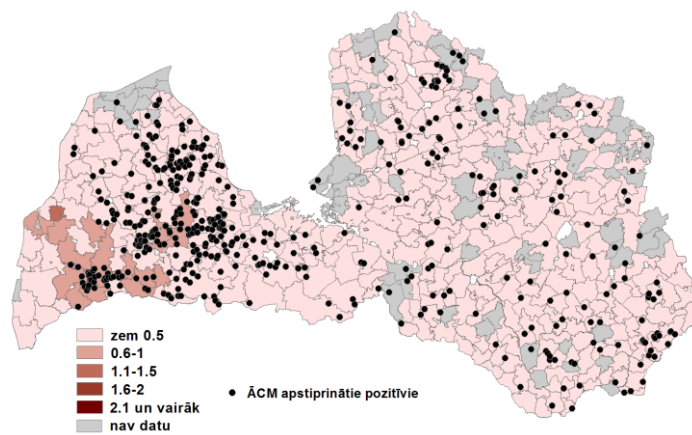 zem 0.5
0.6-1
1.1-1.5
1.6-2
2.1 un vairāk
nav datu
ĀCM apstiprinātie pozitīvie